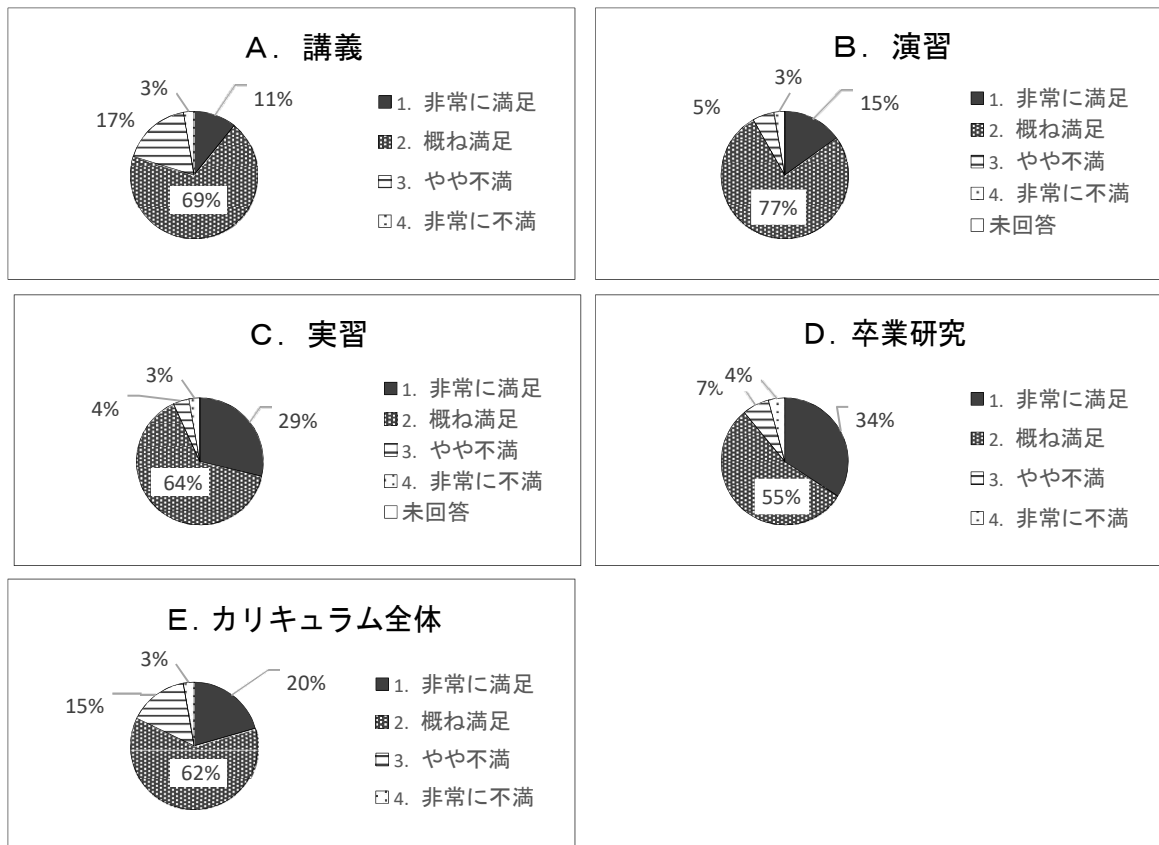 Ａ．講義
3%
11%
17%
69%
1. 非常に満足
2. 概ね満足
3. やや不満
4. 非常に不満
Ｂ．演習
3%
15%
5%
77%
1. 非常に満足
2. 概ね満足
3. やや不満
4. 非常に不満
未回答
Ｃ．実習
3%
4%
29%
64%
1. 非常に満足
2. 概ね満足
3. やや不満
4. 非常に不満
未回答
Ｄ．卒業研究
4%
7%
34%
55%
1. 非常に満足
2. 概ね満足
3. やや不満
4. 非常に不満
Ｅ．カリキュラム全体
3%
20%
15%
62%
1. 非常に満足
2. 概ね満足
3. やや不満
4. 非常に不満